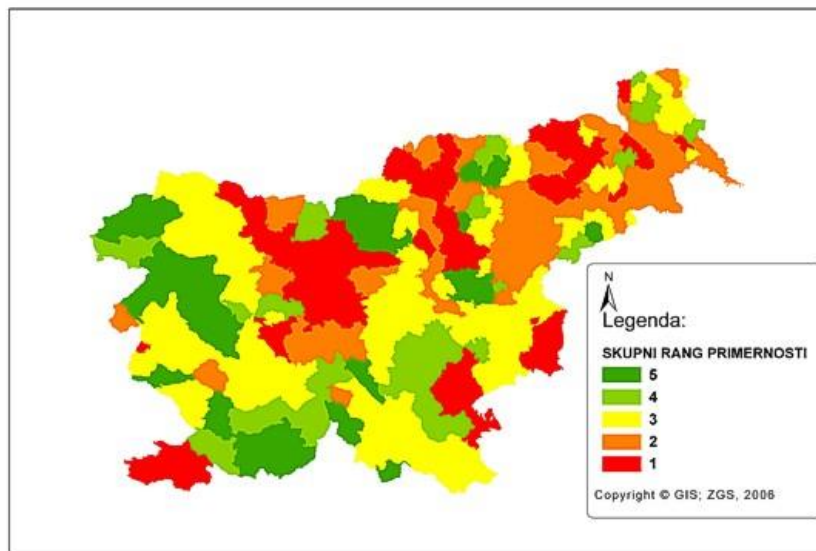 N
Legenda:
SKUPNI RANG PRIMERNOSTI
5
4
3
2
1
Copyright © GIS; ZGS, 2006